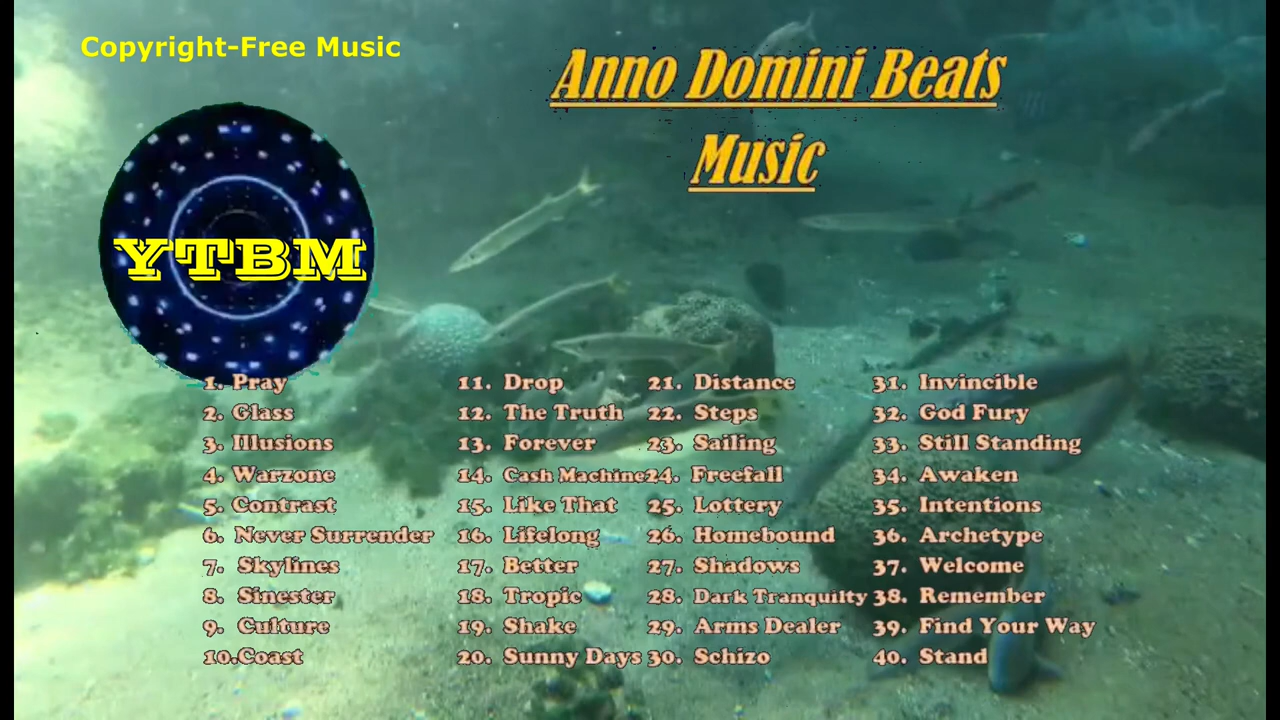 Copyright-Free Music
Anno Domini Beats
Music
YTBM
1. Pray
2. Glass
3. Illusions
4. Warzone
5. Contrast
6. Never Surrender
7. Skylines
8. Sinester
9. Culture
10.Coast
11. Drop
12. The Truth
13. Forever
14. Cash Machine
15. Like That
16. Lifelong
17. Better
18. Tropic
19. Shake
20. Sunny Days
21. Distance
22. Steps
23. Sailing
24. Freefall
25. Lottery
26. Homebound
27. Shadows
28. Dark Tranquilty
29. Arms Dealer
30. Schizo
31. Invincible
32. God Fury
33. Still Standing
34. Awaken
35. Intentions
36. Archetype
37. Welcome
38. Remember
39. Find Your Way
40. Stand